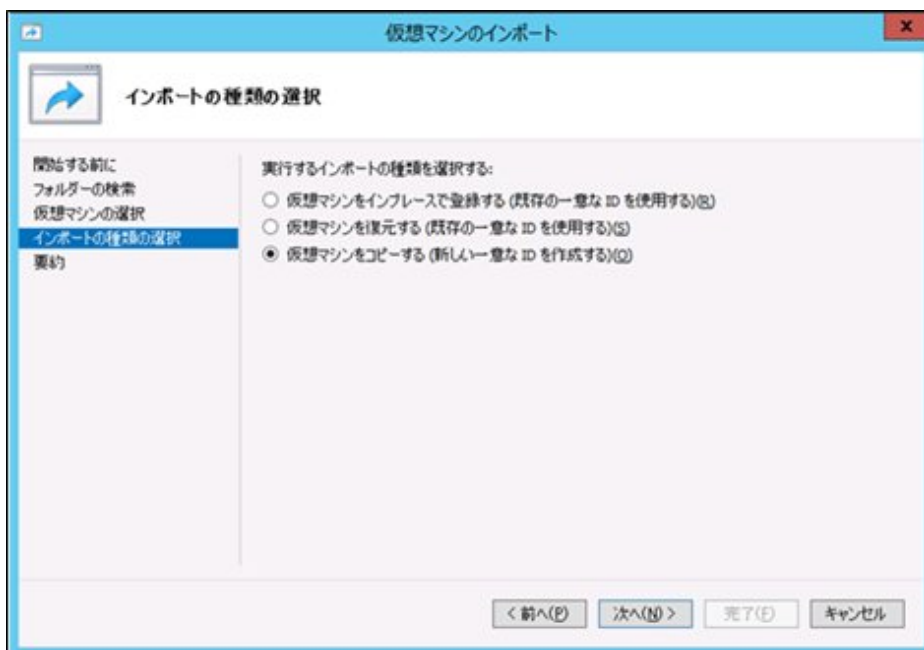 仮想マシンのインポート
インポートの種類の選択
開始する前に
フォルダーの検索
仮想マシンの選択
インポートの種類の選択
要約
実行するインポートの種類を選択する:
仮想マシンをインプレースで登録する (既存の一意な ID を使用する)(R)
仮想マシンを復元する (既存の一意な ID を使用する)(S)
仮想マシンをコピーする (新しい一意な ID を作成する)(O)
< 前へ(P)
次へ(N) >
完了(F)
キャンセル